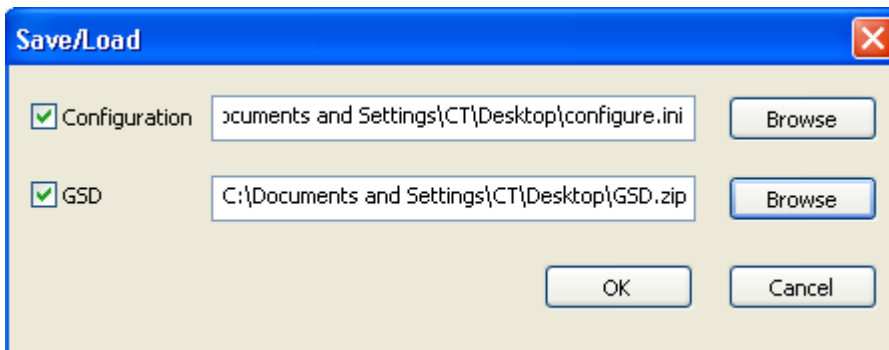 Save/Load
Configuration ocuments and Settings\CT\Desktop\configure.ini Browse
GSD C:\Documents and Settings\CT\Desktop\GSD.zip Browse
OK Cancel